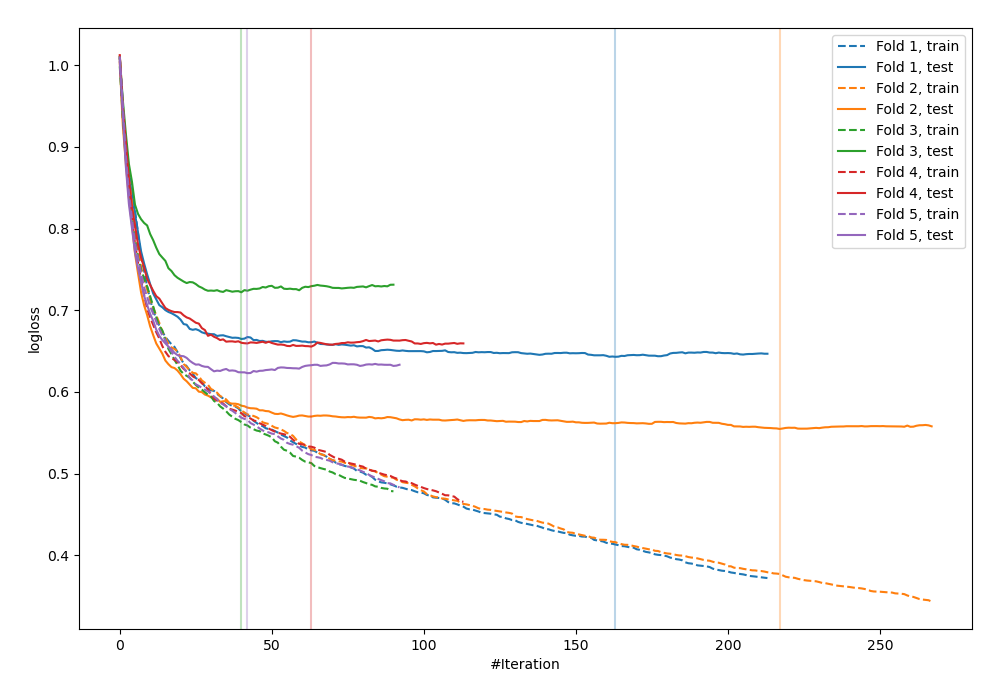 1.0
0.9
0.8
0.7
0.6
0.5
0.4
logloss
0
50
100
150
200
250
#Iteration
Fold 1, train
Fold 1, test
Fold 2, train
Fold 2, test
Fold 3, train
Fold 3, test
Fold 4, train
Fold 4, test
Fold 5, train
Fold 5, test